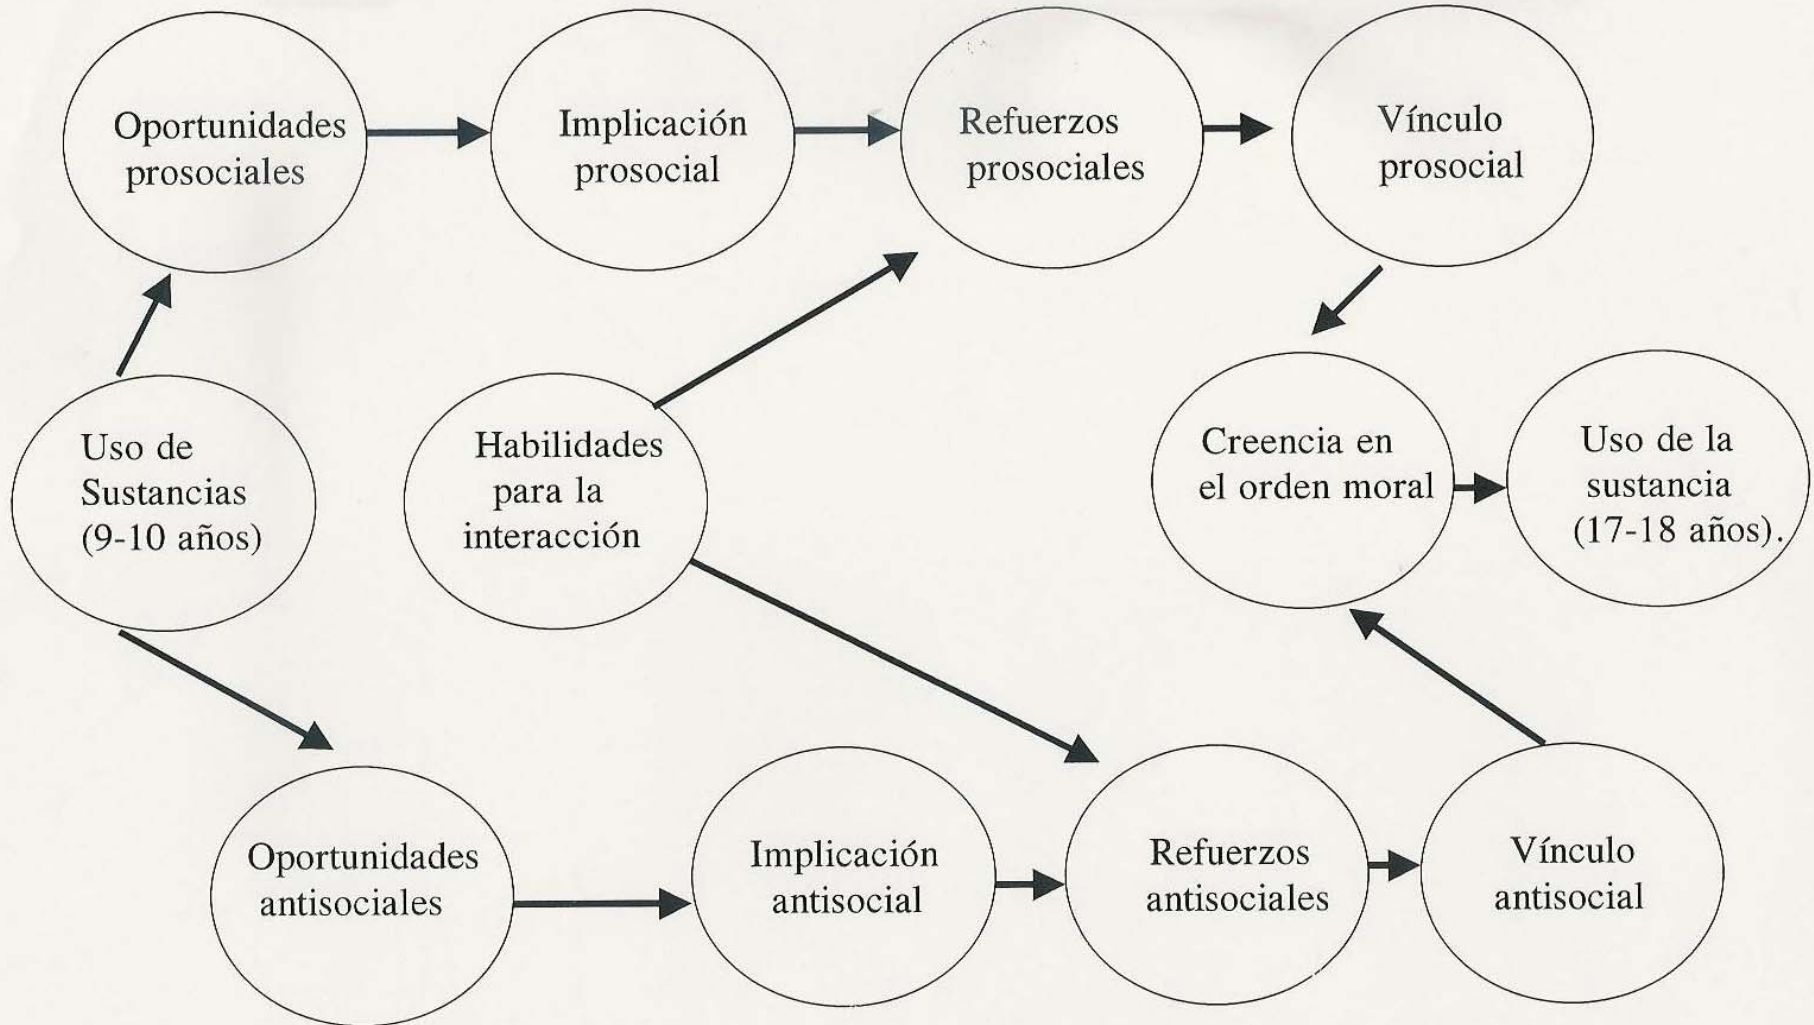 Oportunidades
prosociales
Implicación
prosocial
Refuerzos
prosociales
Vínculo
prosocial
Uso de
Sustancias
(9-10 años)
Habilidades
para la
interacción
Creencia en
el orden moral
Uso de la
sustancia
(17-18 años).
Oportunidades
antisociales
Implicación
antisocial
Refuerzos
antisociales
Vínculo
antisocial